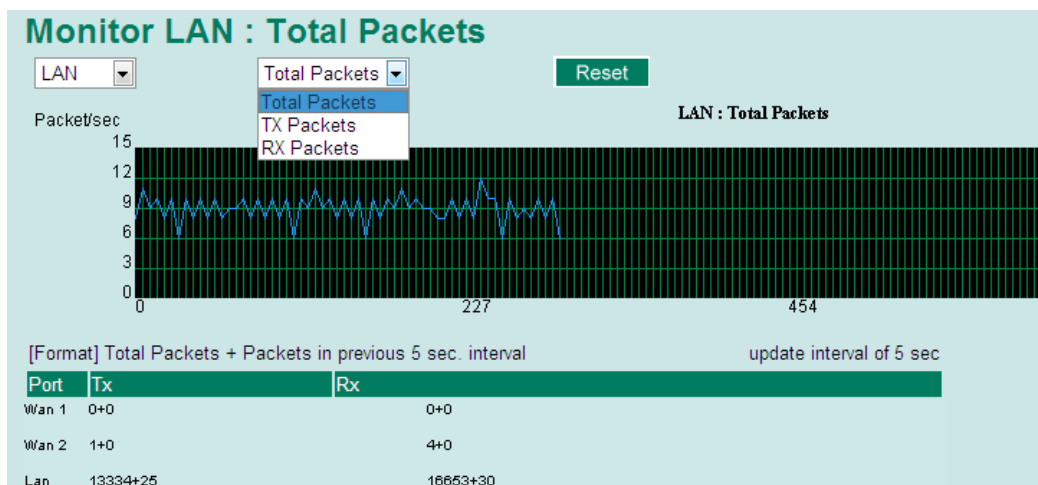 Monitor LAN : Total Packets
LAN
Total Packets
Reset
Total Packets
TX Packets
RX Packets
Packet/sec
LAN : Total Packets
15
12
9
6
3
0
0 227 454
[Format] Total Packets + Packets in previous 5 sec. interval update interval of 5 sec
Port Tx Rx
Wan 1 0+0 0+0
Wan 2 1+0 4+0
Lan 13334+25 16653+30